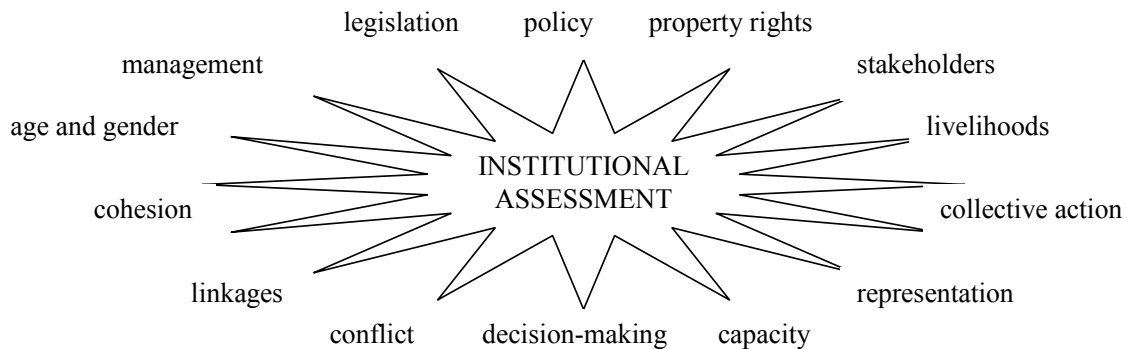 legislation policy property rights
management stakeholders
age and gender livelihoods
INSTITUTIONAL
ASSESSMENT
cohesion collective action
linkages representation
conflict decision-making capacity